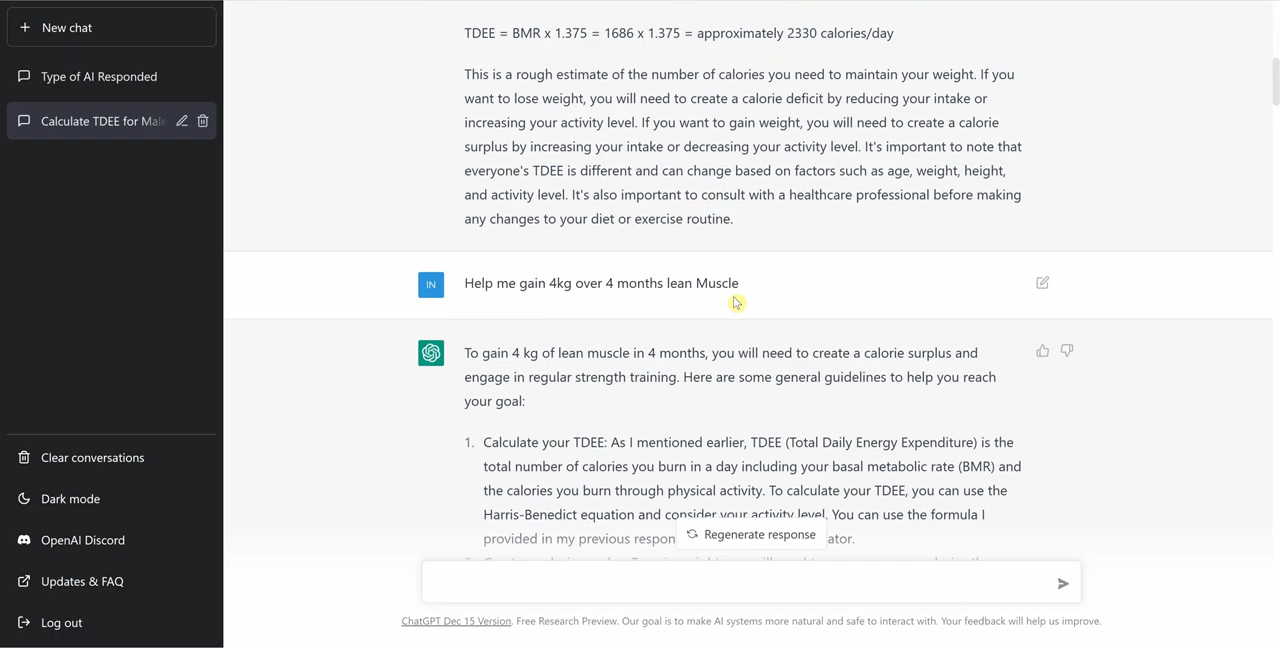 New chat
Type of AI Responded
Calculate TDEE for Male
Clear conversations
Dark mode
OpenAI Discord
Updates & FAQ
Log out
TDEE = BMR x 1.375 = 1686 x 1.375 = approximately 2330 calories/day
This is a rough estimate of the number of calories you need to maintain your weight. If you
want to lose weight, you will need to create a calorie deficit by reducing your intake or
increasing your activity level. If you want to gain weight, you will need to create a calorie
surplus by increasing your intake or decreasing your activity level. It's important to note that
everyone's TDEE is different and can change based on factors such as age, weight, height,
and activity level. It's also important to consult with a healthcare professional before making
any changes to your diet or exercise routine.
IN
Help me gain 4kg over 4 months lean Muscle
To gain 4 kg of lean muscle in 4 months, you will need to create a calorie surplus and
engage in regular strength training. Here are some general guidelines to help you reach
your goal:
1. Calculate your TDEE: As I mentioned earlier, TDEE (Total Daily Energy Expenditure) is the
total number of calories you burn in a day including your basal metabolic rate (BMR) and
the calories you burn through physical activity. To calculate your TDEE, you can use the
Harris-Benedict equation and consider your activity level. You can use the formula I
provided in my previous respon
Regenerate response
ChatGPT Dec 15 Version. Free Research Preview. Our goal is to make AI systems more natural and safe to interact with. Your feedback will help us improve.